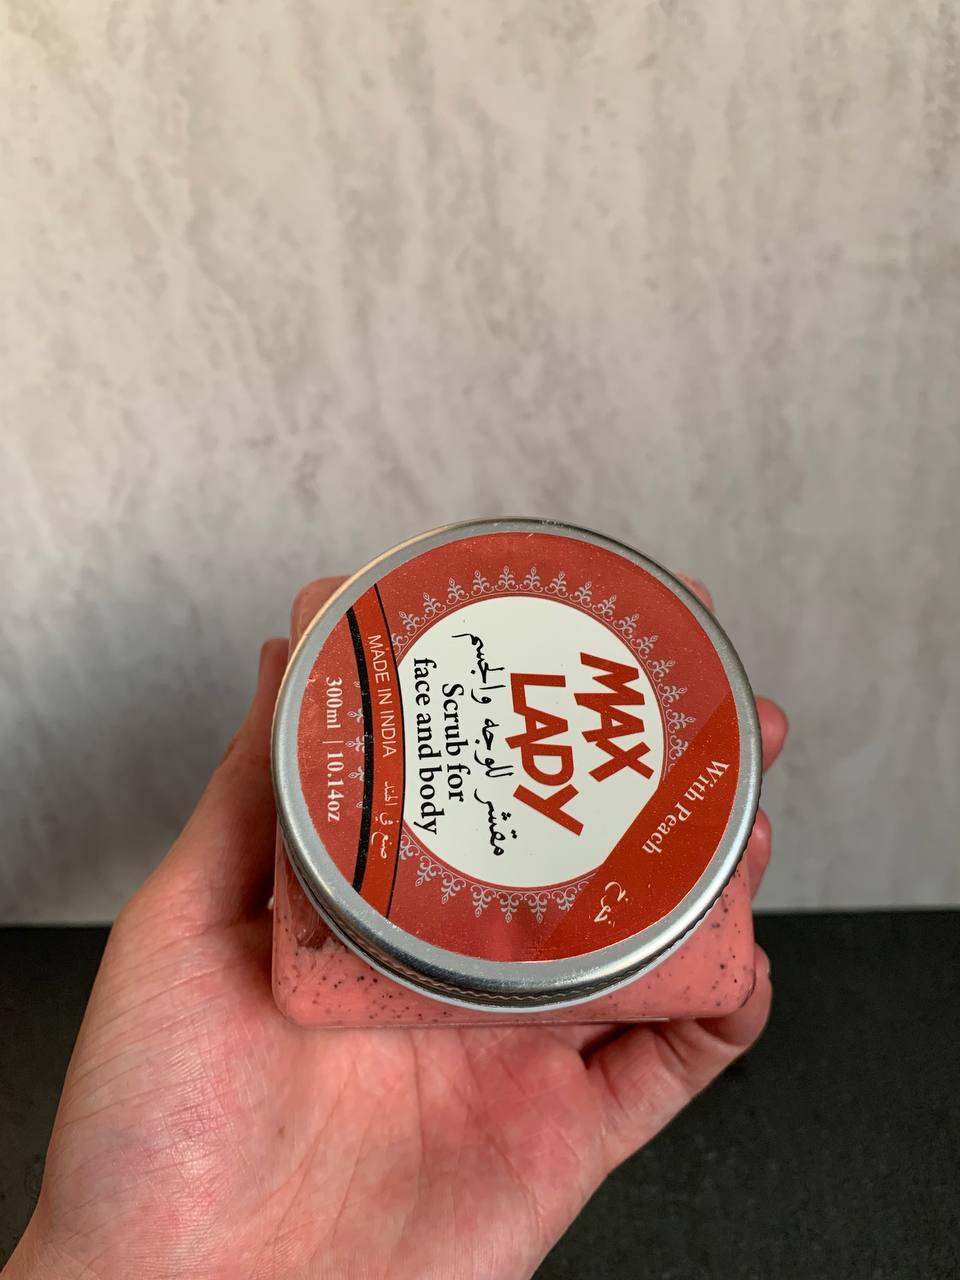 With Peach
MAX
LADY
مقشر للوجه والجسم
Scrub for
face and body
MADE IN INDIA صنع في الهند
300ml | 10.14oz